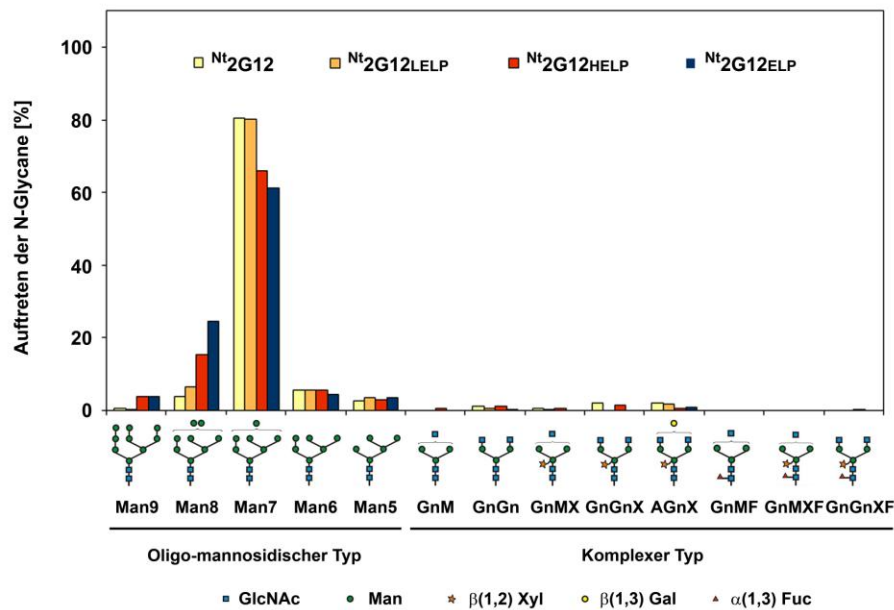 100
Nt2G12 Nt2G12LELP Nt2G12HELP Nt2G12ELP
80
60
40
20
0
Auftreten der N-Glycane [%]
Man9 Man8 Man7 Man6 Man5 GnM GnGn GnMX GnGnX AGnX GnMF GnMXF GnGnXF
Oligo-mannosidischer Typ Komplexer Typ
GlcNAc Man β(1,2) Xyl β(1,3) Gal α(1,3) Fuc